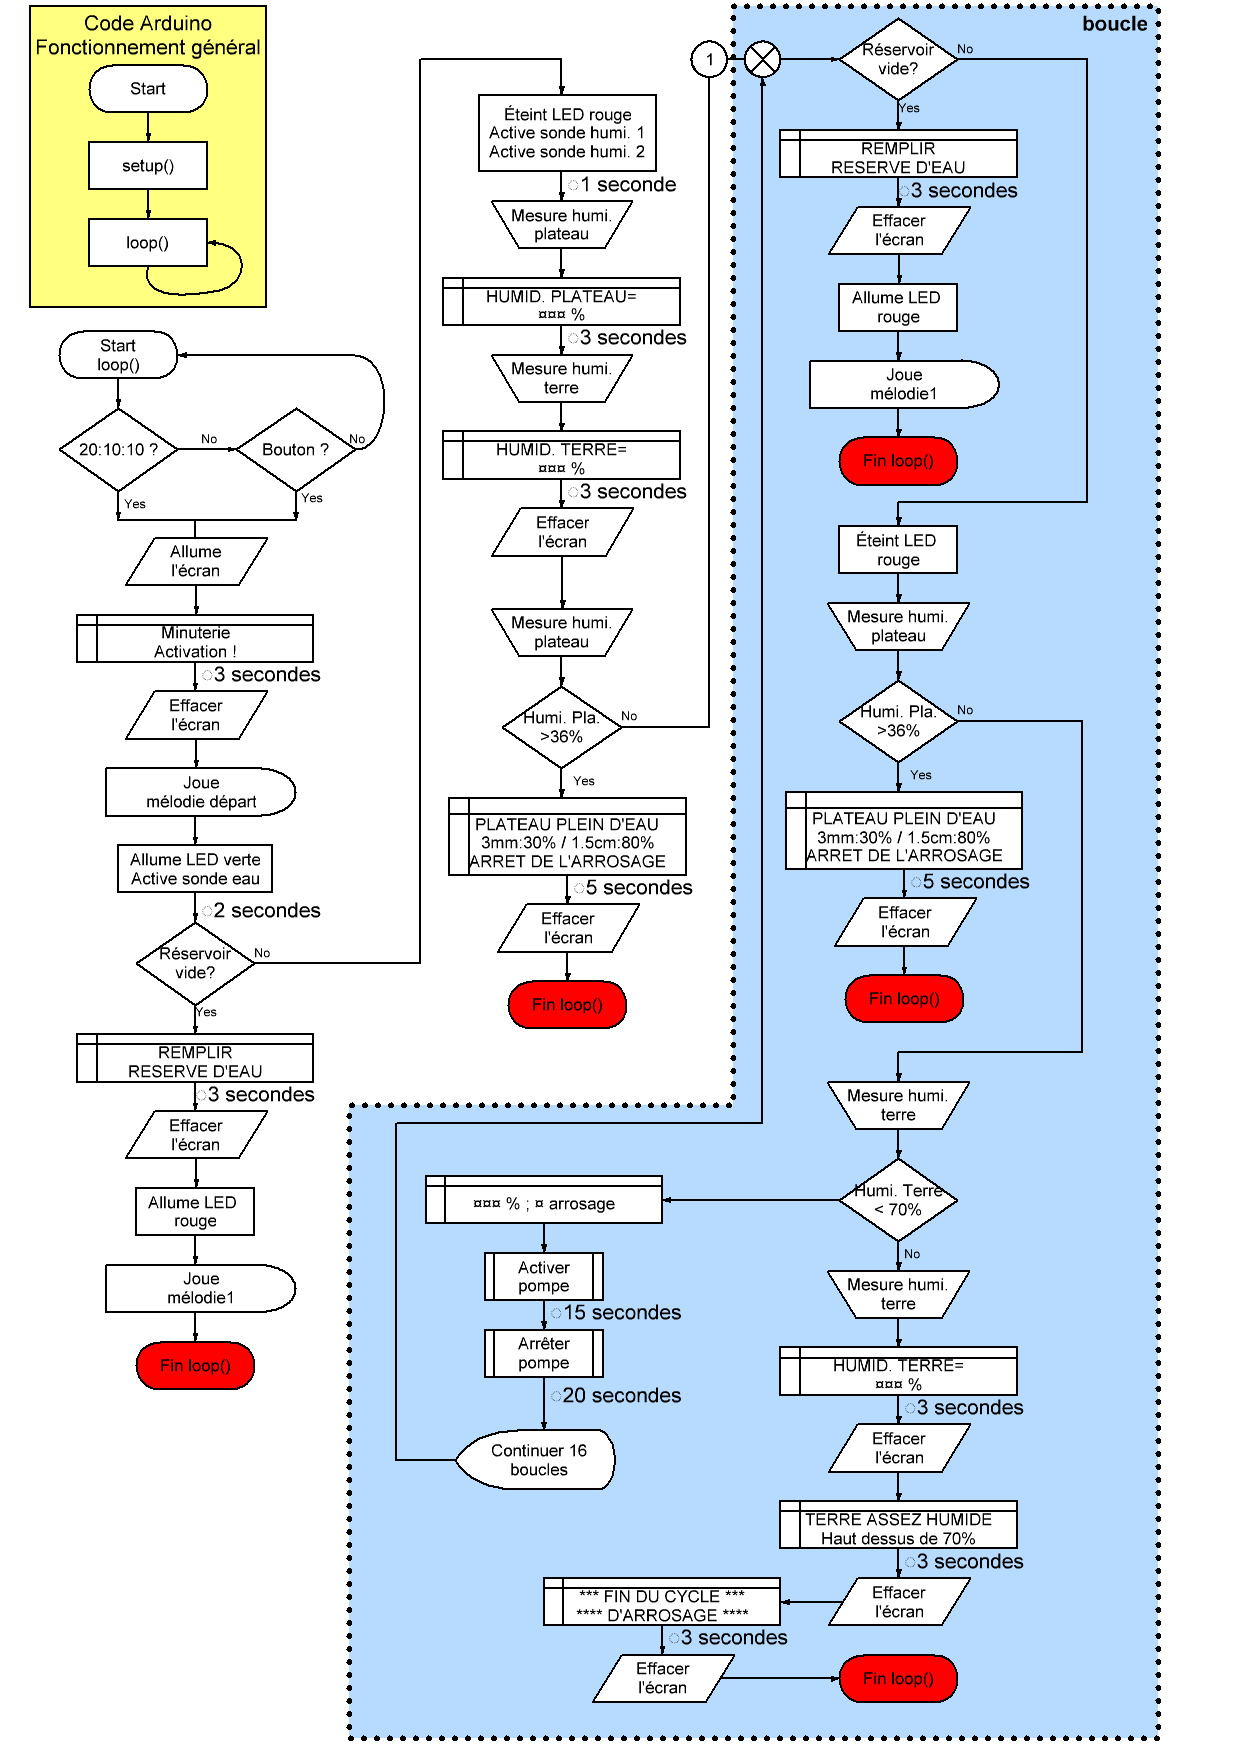 Code Arduino
Fonctionnement général
Start
setup()
loop()
Start
loop()
20:10:10 ?
No
Bouton ?
No
Yes
Yes
Allume
l'écran
Minuterie
Activation !
3 secondes
Effacer
l'écran
Joue
mélodie départ
Allume LED verte
Active sonde eau
2 secondes
Réservoir
vide?
No
Yes
REMPLIR
RESERVE D'EAU
3 secondes
Effacer
l'écran
Allume LED
rouge
Joue
mélodie1
Fin loop()
Éteint LED rouge
Active sonde humi. 1
Active sonde humi. 2
1 seconde
Mesure humi.
plateau
HUMID. PLATEAU=
¤¤¤ %
3 secondes
Mesure humi.
terre
HUMID. TERRE=
¤¤¤ %
3 secondes
Effacer
l'écran
Mesure humi.
plateau
Humi. Pla.
>36%
No
Yes
PLATEAU PLEIN D'EAU
3mm:30% / 1.5cm:80%
ARRET DE L'ARROSAGE
5 secondes
Effacer
l'écran
Fin loop()
1
boucle
Réservoir
vide?
No
Yes
REMPLIR
RESERVE D'EAU
3 secondes
Effacer
l'écran
Allume LED
rouge
Joue
mélodie1
Fin loop()
Éteint LED
rouge
Mesure humi.
plateau
Humi. Pla.
>36%
No
Yes
PLATEAU PLEIN D'EAU
3mm:30% / 1.5cm:80%
ARRET DE L'ARROSAGE
5 secondes
Effacer
l'écran
Fin loop()
Mesure humi.
terre
Humi. Terre
< 70%
No
¤¤¤ % ; ¤ arrosage
Activer
pompe
15 secondes
Arrêter
pompe
20 secondes
Continuer 16
boucles
Mesure humi.
terre
HUMID. TERRE=
¤¤¤ %
3 secondes
Effacer
l'écran
TERRE ASSEZ HUMIDE
Haut dessus de 70%
3 secondes
Effacer
l'écran
*** FIN DU CYCLE ***
**** D'ARROSAGE ****
3 secondes
Effacer
l'écran
Fin loop()